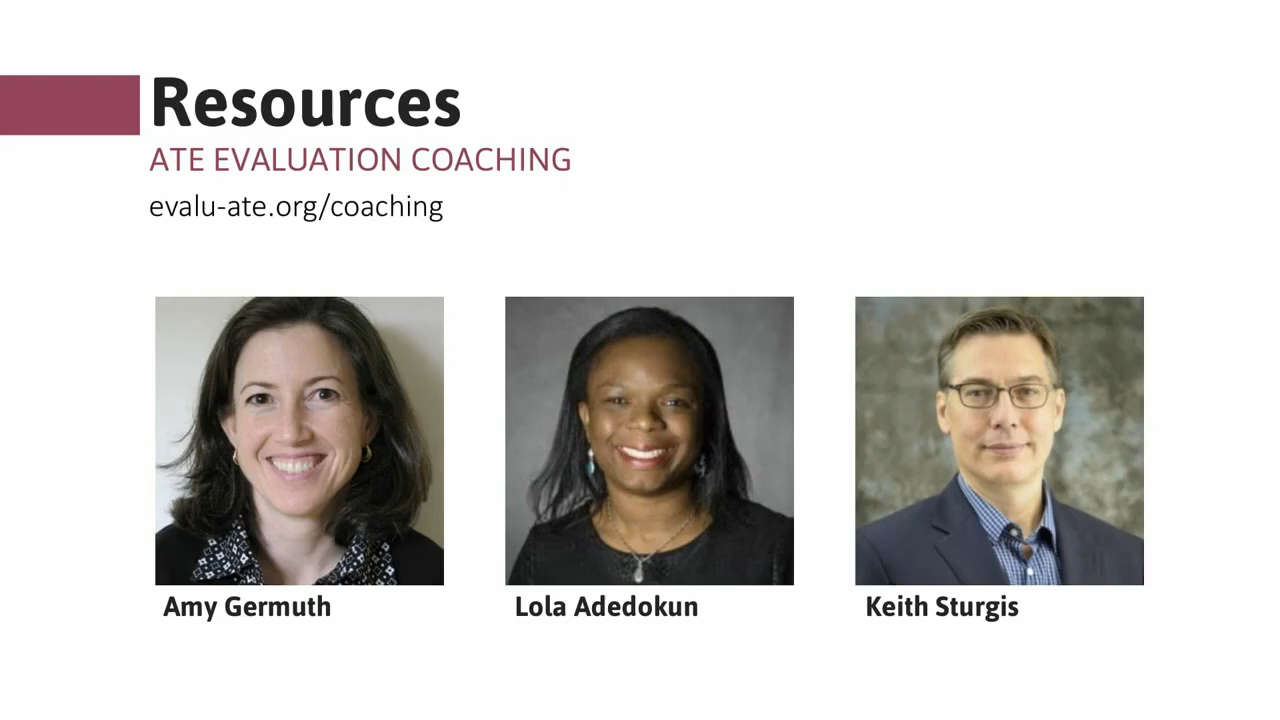 Resources
ATE EVALUATION COACHING
evalu-ate.org/coaching
Amy Germuth
Lola Adedokun
Keith Sturgis